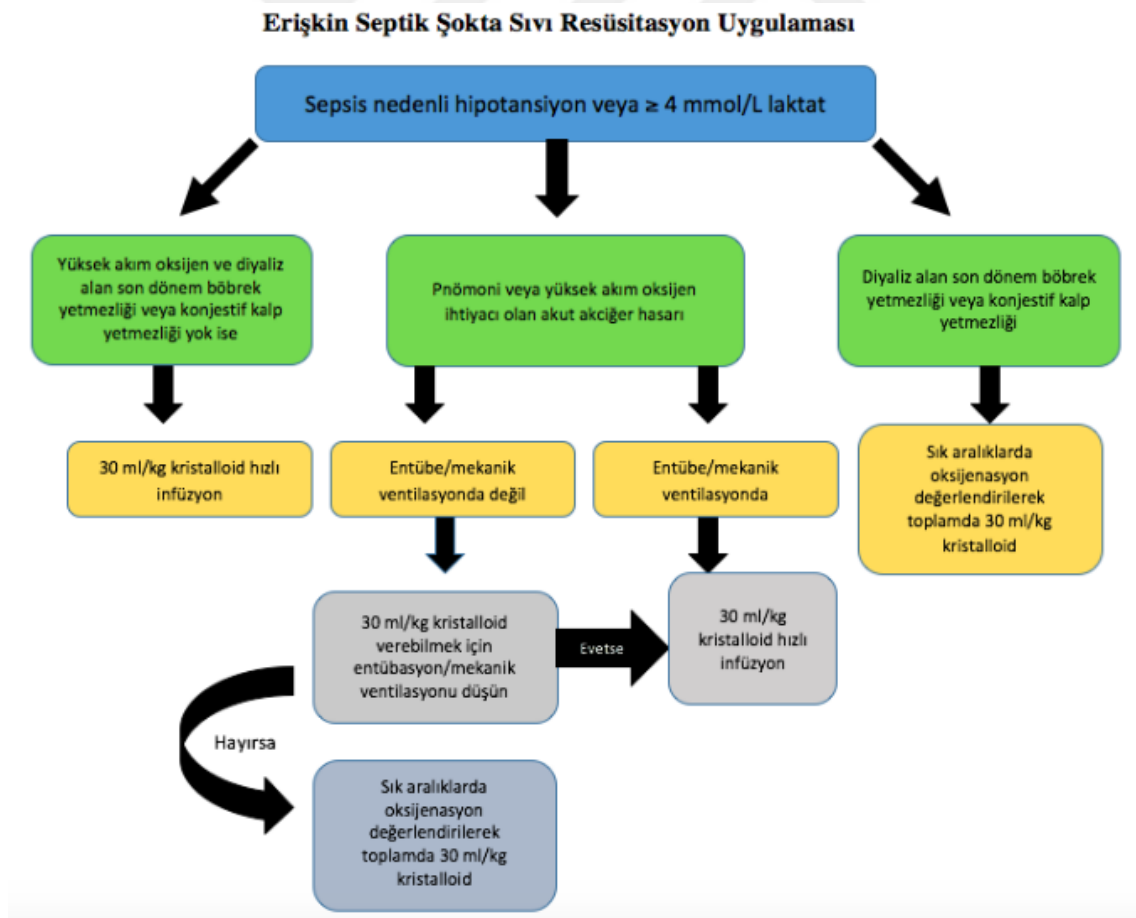 Erişkin Septik Şokta Sıvı Resüsitasyon Uygulaması
Sepsis nedenli hipotansiyon veya ≥ 4 mmol/L laktat
Yüksek akım oksijen ve diyaliz
alan son dönem böbrek
yetmezliği veya konjestif kalp
yetmezliği yok ise
Pnömoni veya yüksek akım oksijen
ihtiyacı olan akut akciğer hasarı
Diyaliz alan son dönem böbrek
yetmezliği veya konjestif kalp
yetmezliği
30 ml/kg kristalloid hızlı
infüzyon
Entübe/mekanik
ventilasyonda değil
Entübe/mekanik
ventilasyonda
Sık aralıklarda
oksijenasyon
değerlendirilerek
toplamda 30 ml/kg
kristalloid
30 ml/kg kristalloid
verebilmek için
entübasyon/mekanik
ventilasyonu düşün
Evetse
30 ml/kg
kristalloid hızlı
infüzyon
Hayırsa
Sık aralıklarda
oksijenasyon
değerlendirilerek
toplamda 30 ml/kg
kristalloid